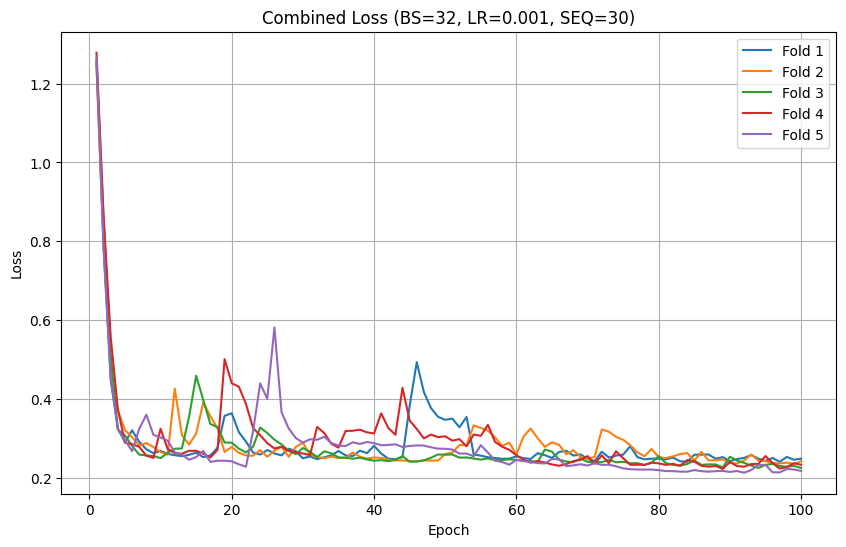 Combined Loss (BS=32, LR=0.001, SEQ=30)
Fold 1
Fold 2
Fold 3
Fold 4
Fold 5
Loss
1.2
1.0
0.8
0.6
0.4
0.2
0
20
40
60
80
100
Epoch